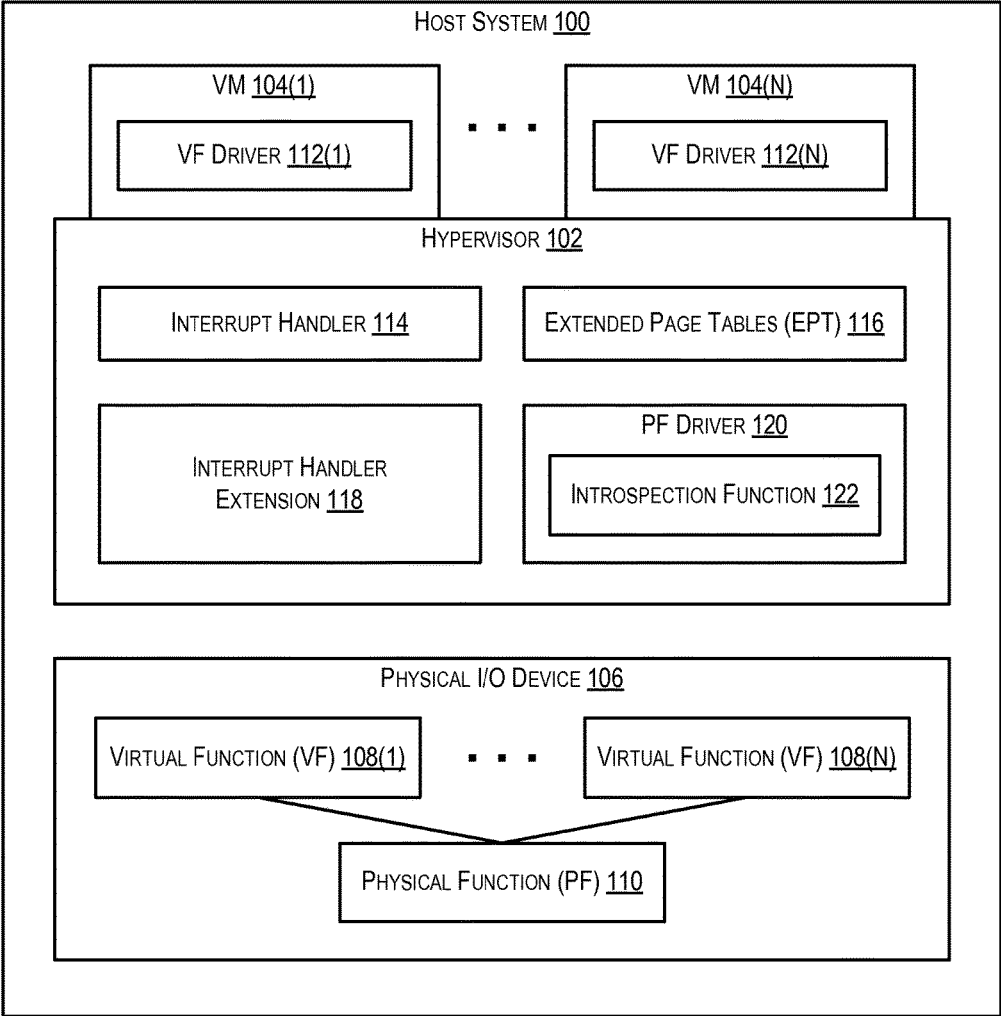 HOST SYSTEM 100
VM 104(1)
VM 104(N)
VF DRIVER 112(1)
VF DRIVER 112(N)
HYPERVISOR 102
INTERRUPT HANDLER 114
EXTENDED PAGE TABLES (EPT) 116
INTERRUPT HANDLER
EXTENSION 118
PF DRIVER 120
INTROSPECTION FUNCTION 122
PHYSICAL I/O DEVICE 106
VIRTUAL FUNCTION (VF) 108(1)
VIRTUAL FUNCTION (VF) 108(N)
PHYSICAL FUNCTION (PF) 110